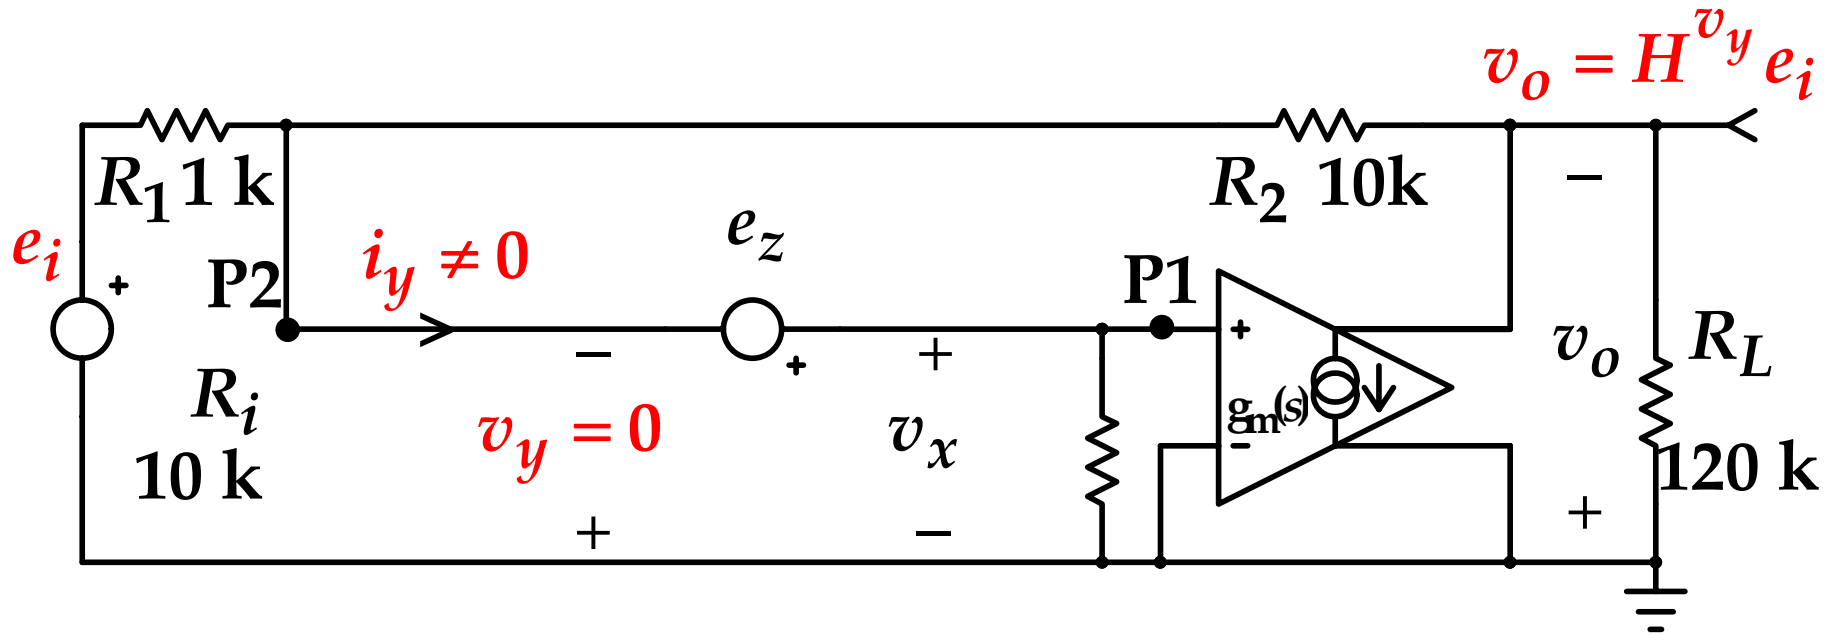 v_o = H^{v_y} e_i
R_1 1 k
R_2 10k
−
e_i
+
P2
i_y ≠ 0
e_z
P1
+
v_o
R_L
−
+
+
R_i
10 k
v_y = 0
v_x
g_m(s)
−
120 k
+
−
+